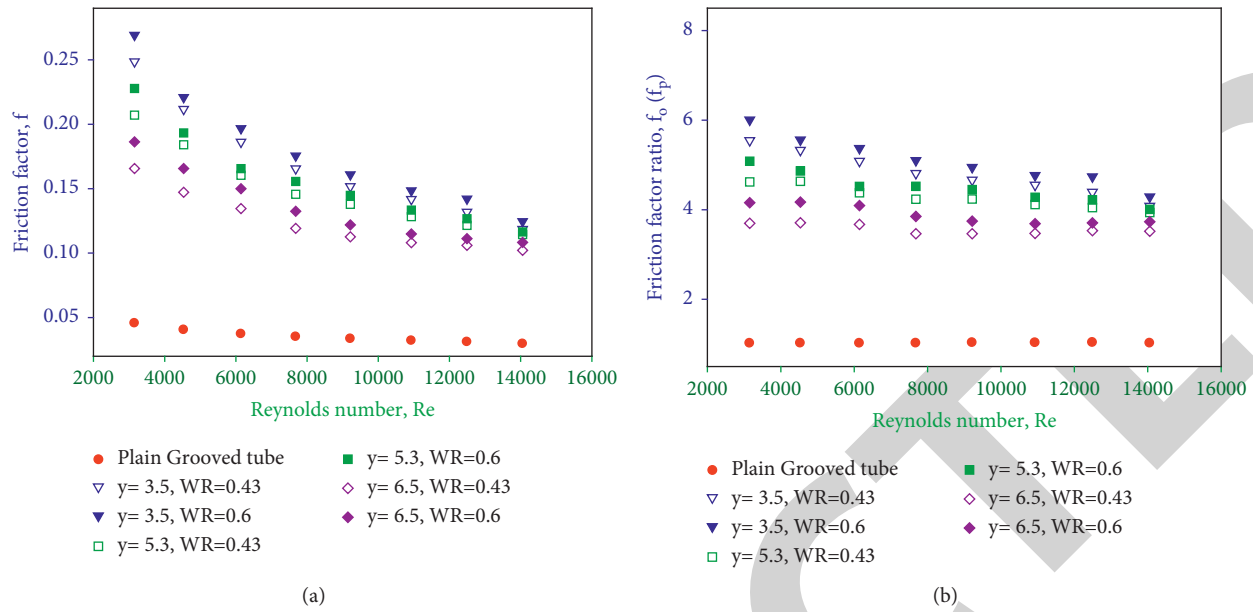 Friction factor, f
0.25
0.20
0.15
0.10
0.05
2000 4000 6000 8000 10000 12000 14000 16000
Reynolds number, Re
Plain Grooved tube
y= 3.5, WR=0.43
y= 3.5, WR=0.6
y= 5.3, WR=0.43
y= 5.3, WR=0.6
y= 6.5, WR=0.43
y= 6.5, WR=0.6
(a)
Friction factor ratio, f_o (f_p)
8
6
4
2
2000 4000 6000 8000 10000 12000 14000 16000
Reynolds number, Re
Plain Grooved tube
y= 3.5, WR=0.43
y= 3.5, WR=0.6
y= 5.3, WR=0.43
y= 5.3, WR=0.6
y= 6.5, WR=0.43
y= 6.5, WR=0.6
(b)